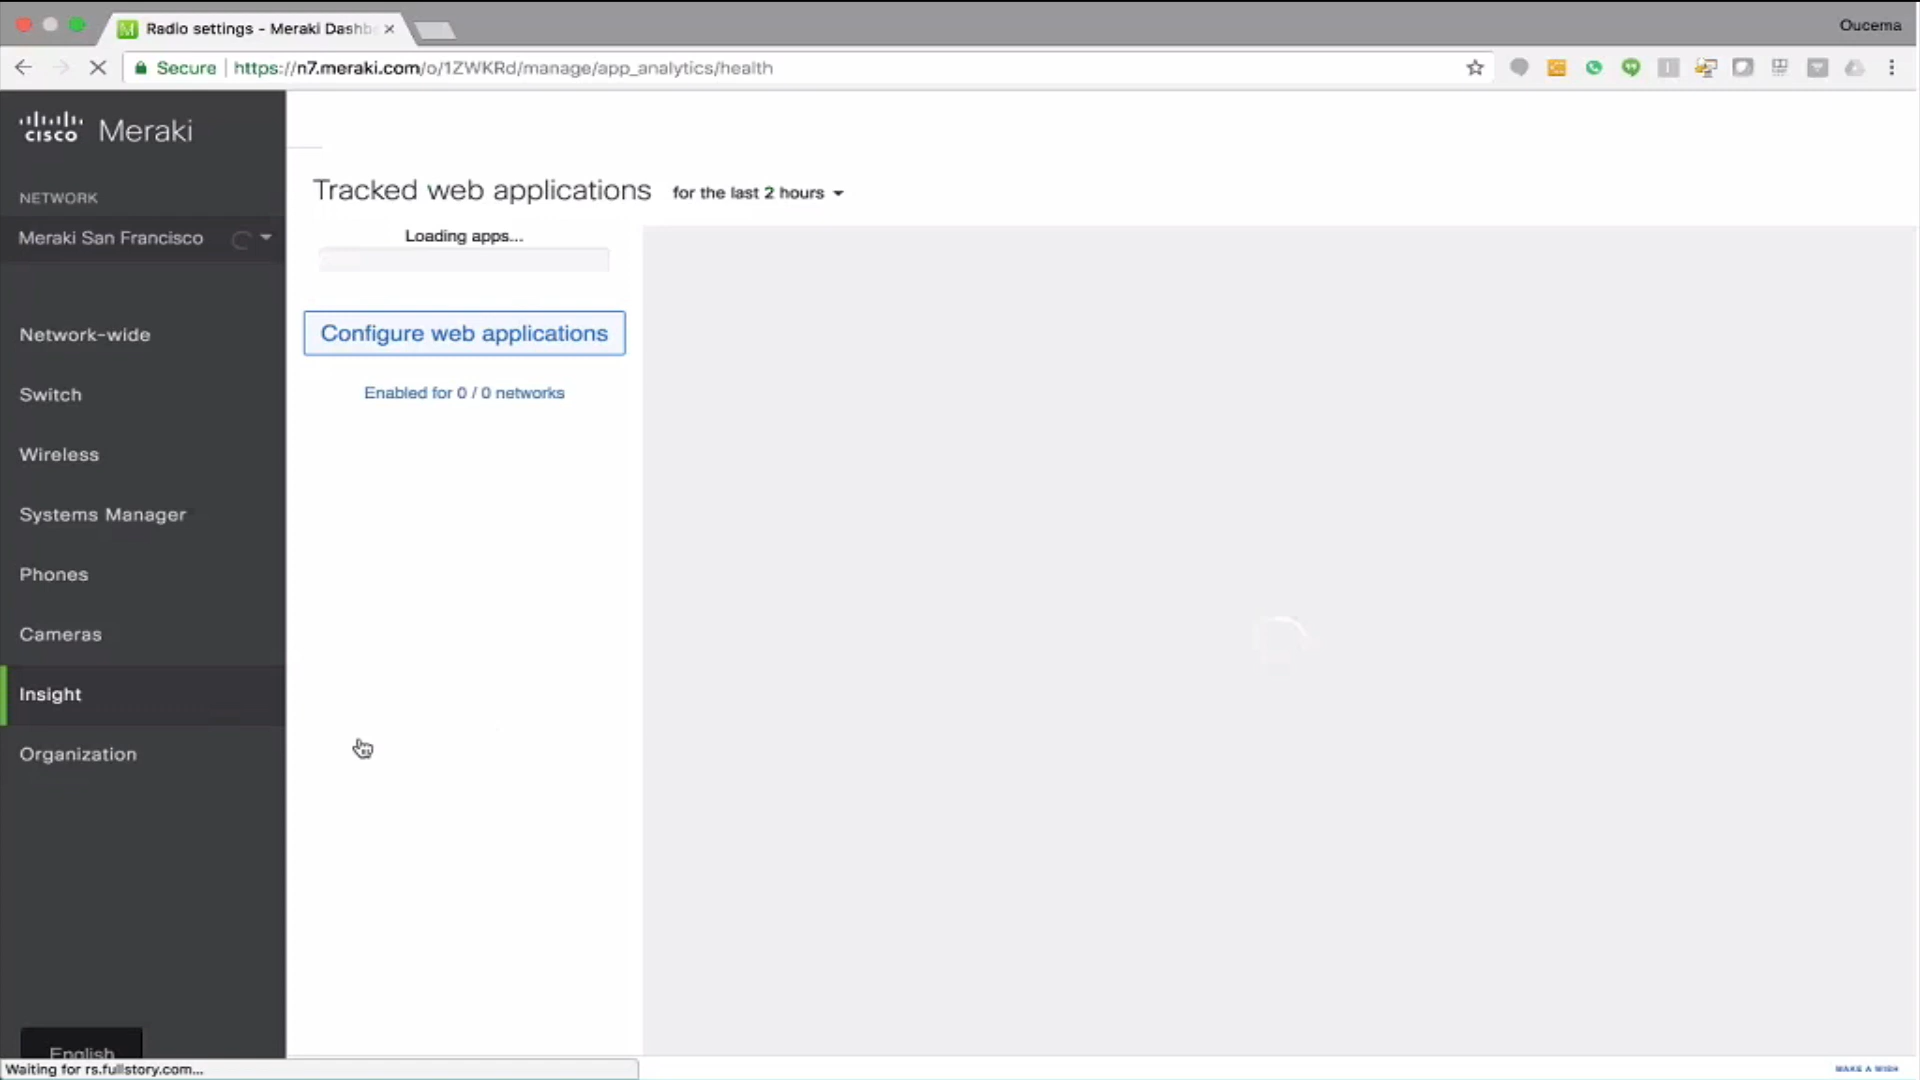 Radio settings - Meraki Dashb
Oucema
Secure
https://n7.meraki.com/o/1ZWKRd/manage/app_analytics/health
cisco Meraki
NETWORK
Meraki San Francisco
Network-wide
Switch
Wireless
Systems Manager
Phones
Cameras
Insight
Organization
English
Tracked web applications for the last 2 hours
Loading apps...
Configure web applications
Enabled for 0 / 0 networks
Waiting for rs.fullstory.com...
MAKE A WISH